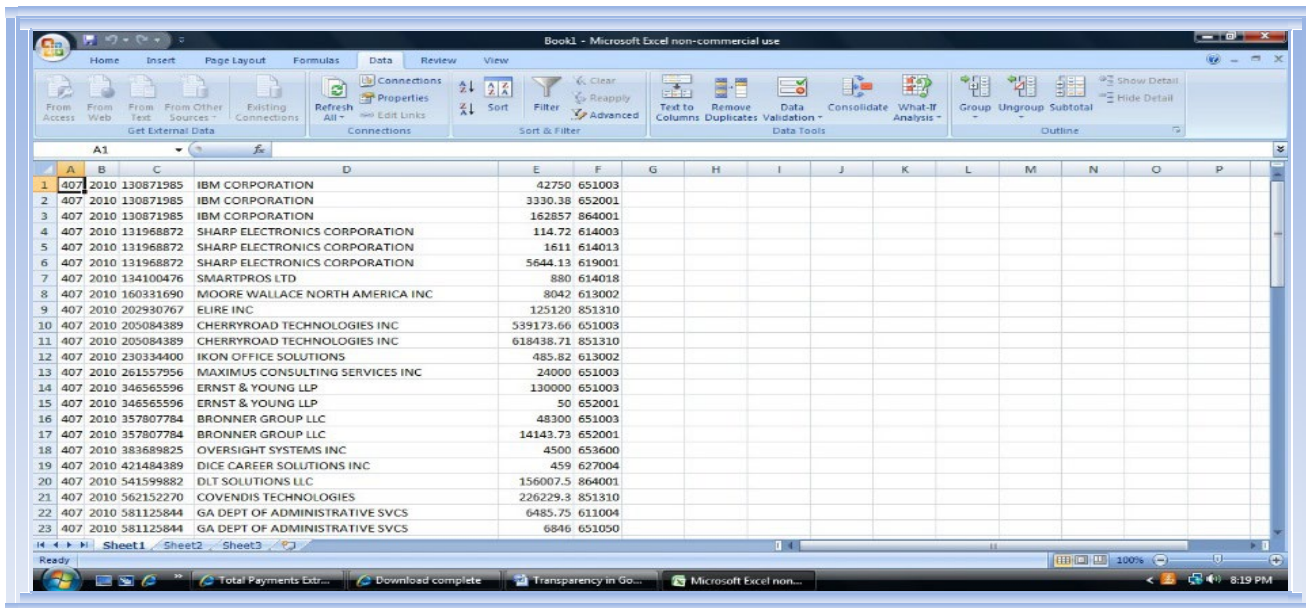 Book1 - Microsoft Excel non-commercial use
Home Insert Page Layout Formulas Data Review View
From Access From Web From Text From Other Sources Existing Connections Refresh All Connections Properties Edit Links Sort Filter Clear Reapply Advanced Text to Columns Remove Duplicates Data Validation Consolidate What-If Analysis Group Ungroup Subtotal Show Detail Hide Detail
Get External Data Connections Sort & Filter Data Tools Outline
A1 fx
A B C D E F G H I J K L M N O P
1 407 2010 130871985 IBM CORPORATION 42750 651003
2 407 2010 130871985 IBM CORPORATION 3330.38 652001
3 407 2010 130871985 IBM CORPORATION 162857 864001
4 407 2010 131968872 SHARP ELECTRONICS CORPORATION 114.72 614003
5 407 2010 131968872 SHARP ELECTRONICS CORPORATION 1611 614013
6 407 2010 131968872 SHARP ELECTRONICS CORPORATION 5644.13 619001
7 407 2010 134100476 SMARTPROS LTD 880 614018
8 407 2010 160331690 MOORE WALLACE NORTH AMERICA INC 8042 613002
9 407 2010 202930767 ELIRE INC 125120 851310
10 407 2010 205084389 CHERRYROAD TECHNOLOGIES INC 539173.66 651003
11 407 2010 205084389 CHERRYROAD TECHNOLOGIES INC 618438.71 851310
12 407 2010 230334400 IKON OFFICE SOLUTIONS 485.82 613002
13 407 2010 261557956 MAXIMUS CONSULTING SERVICES INC 24000 651003
14 407 2010 346565596 ERNST & YOUNG LLP 130000 651003
15 407 2010 346565596 ERNST & YOUNG LLP 50 652001
16 407 2010 357807784 BRONNER GROUP LLC 48300 651003
17 407 2010 357807784 BRONNER GROUP LLC 14143.73 652001
18 407 2010 383689825 OVERSIGHT SYSTEMS INC 4500 653600
19 407 2010 421484389 DICE CAREER SOLUTIONS INC 459 627004
20 407 2010 541599882 DLT SOLUTIONS LLC 156007.5 864001
21 407 2010 562152270 COVENDIS TECHNOLOGIES 226229.3 851310
22 407 2010 581125844 GA DEPT OF ADMINISTRATIVE SVCS 6485.75 611004
23 407 2010 581125844 GA DEPT OF ADMINISTRATIVE SVCS 6846 651050
Sheet1 Sheet2 Sheet3
Ready 100%
Total Payments Extr... Download complete Transparency in Go... Microsoft Excel non... 8:19 PM